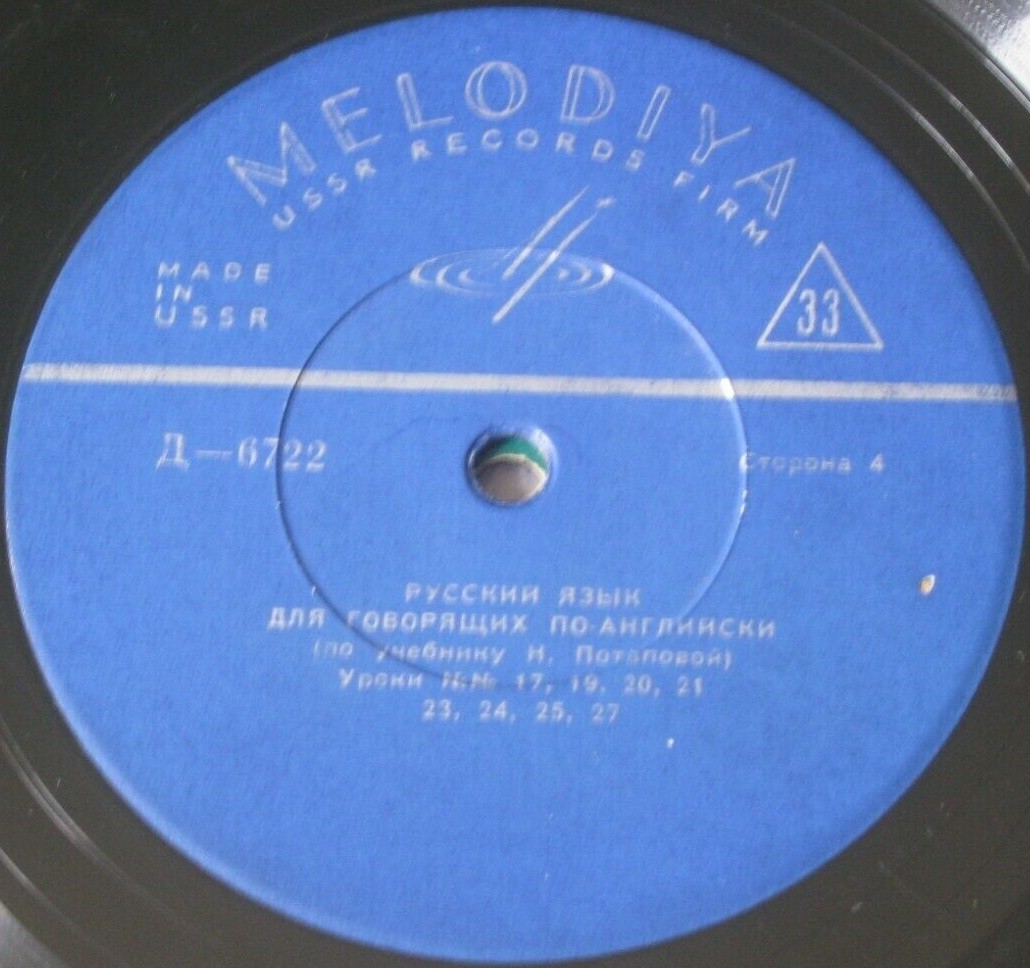 MELODIYA
USSR RECORDS FIRM
MADE
IN
USSR
33
Д—6722
Сторона 4
РУССКИЙ ЯЗЫК
ДЛЯ ГОВОРЯЩИХ ПО-АНГЛИЙСКИ
(по учебнику Н. Потаповой)
Уроки №№ 17, 19, 20, 21
23, 24, 25, 27